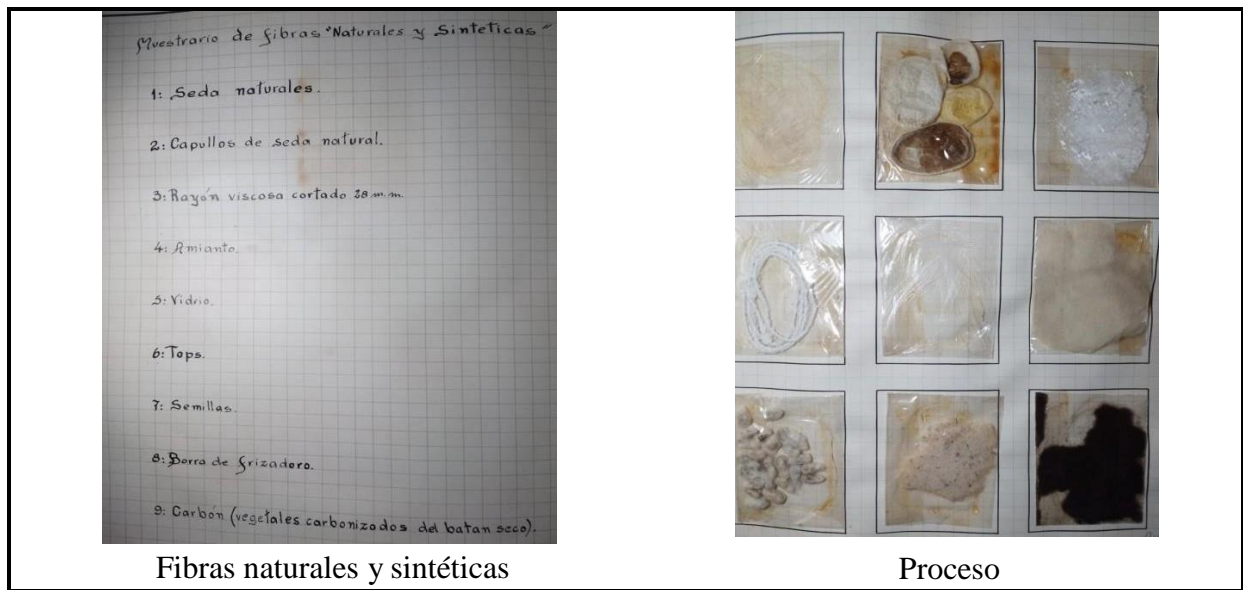 Muestrario de fibras "Naturales y Sinteticas"
1: Seda naturales.
2: Capullos de seda natural.
3: Rayón viscosa cortado 28 m.m.
4: Amianto.
5: Vidrio.
6: Tops.
7: Semillas.
8: Borra de frizadora.
9: Carbón (vegetales carbonizados del batan seco).
Fibras naturales y sintéticas
Proceso